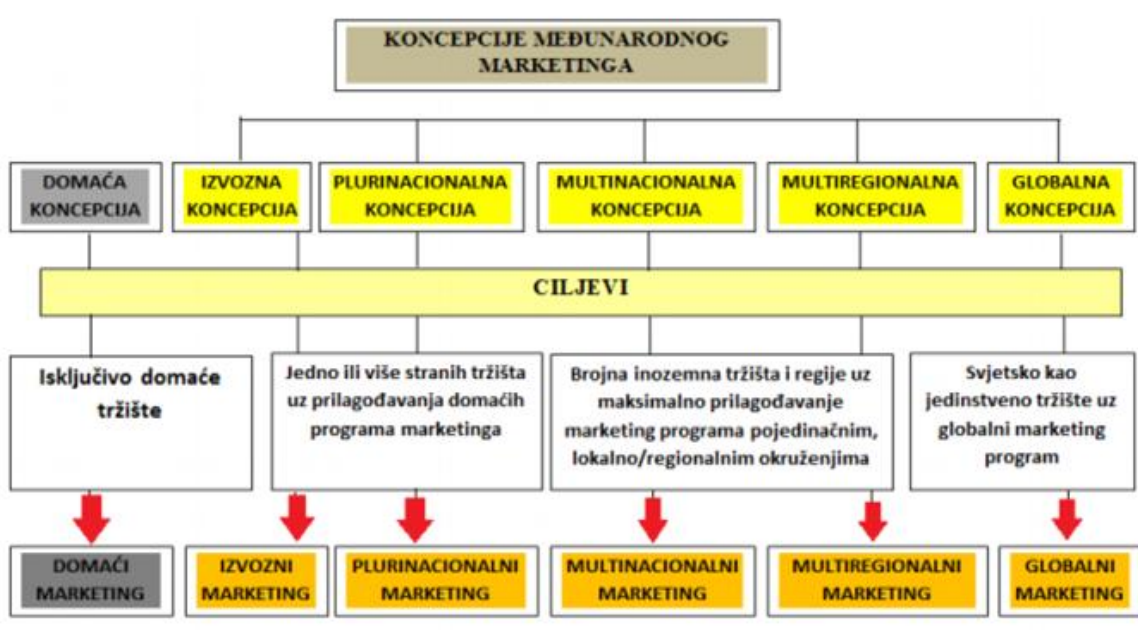 KONCEPCIJE MEĐUNARODNOG
MARKETINGA
DOMAĆA
KONCEPCIJA
IZVOZNA
KONCEPCIJA
PLURINACIONALNA
KONCEPCIJA
MULTINACIONALNA
KONCEPCIJA
MULTIREGIONALNA
KONCEPCIJA
GLOBALNA
KONCEPCIJA
CILJEVI
Isključivo domaće
tržište
Jedno ili više stranih tržišta
uz prilagođavanja domaćih
programa marketinga
Brojna inozemna tržišta i regije uz
maksimalno prilagođavanje
marketing programa pojedinačnim,
lokalno/regionalnim okruženjima
Svjetsko kao
jedinstveno tržište uz
globalni marketing
program
DOMAĆI
MARKETING
IZVOZNI
MARKETING
PLURINACIONALNI
MARKETING
MULTINACIONALNI
MARKETING
MULTIREGIONALNI
MARKETING
GLOBALNI
MARKETING